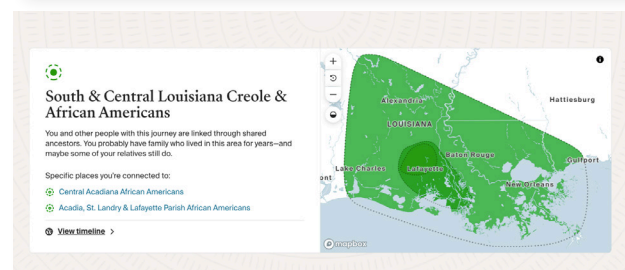 South & Central Louisiana Creole &
African Americans
You and other people with this journey are linked through shared
ancestors. You probably have family who lived in this area for years—and
maybe some of your relatives still do.
Specific places you're connected to:
Central Acadiana African Americans
Acadia, St. Landry & Lafayette Parish African Americans
View timeline >
+
−
i
Alexandria
Hattiesburg
LOUISIANA
Baton Rouge
Gulfport
Lake Charles
Lafayette
ont
New Orleans
mapbox